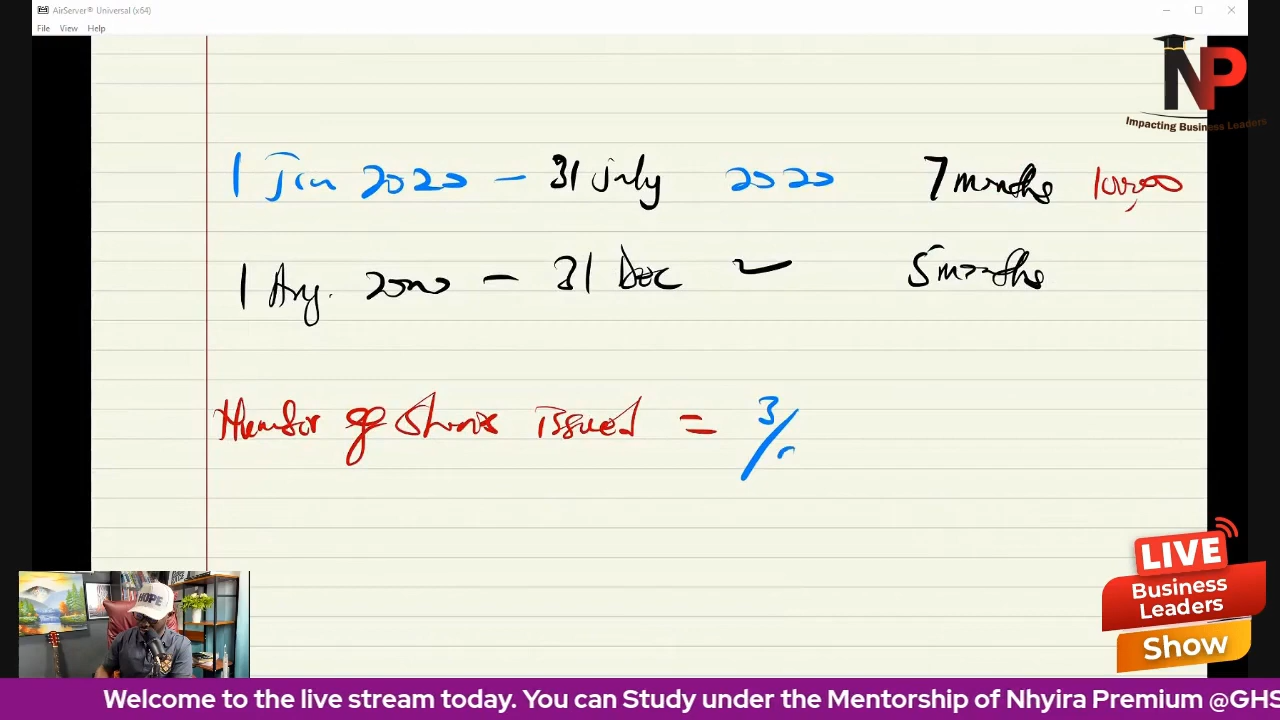 AirServer® Universal (x64)
File View Help
NP
Impacting Business Leaders
1 Jan 2020 - 31 July 2020 7 months 100,000
1 Aug. 2020 - 31 Dec 5 months
Number of Shares issued = 3/
HOPE
LIVE
Business
Leaders
Show
Welcome to the live stream today. You can Study under the Mentorship of Nhyira Premium @GHS